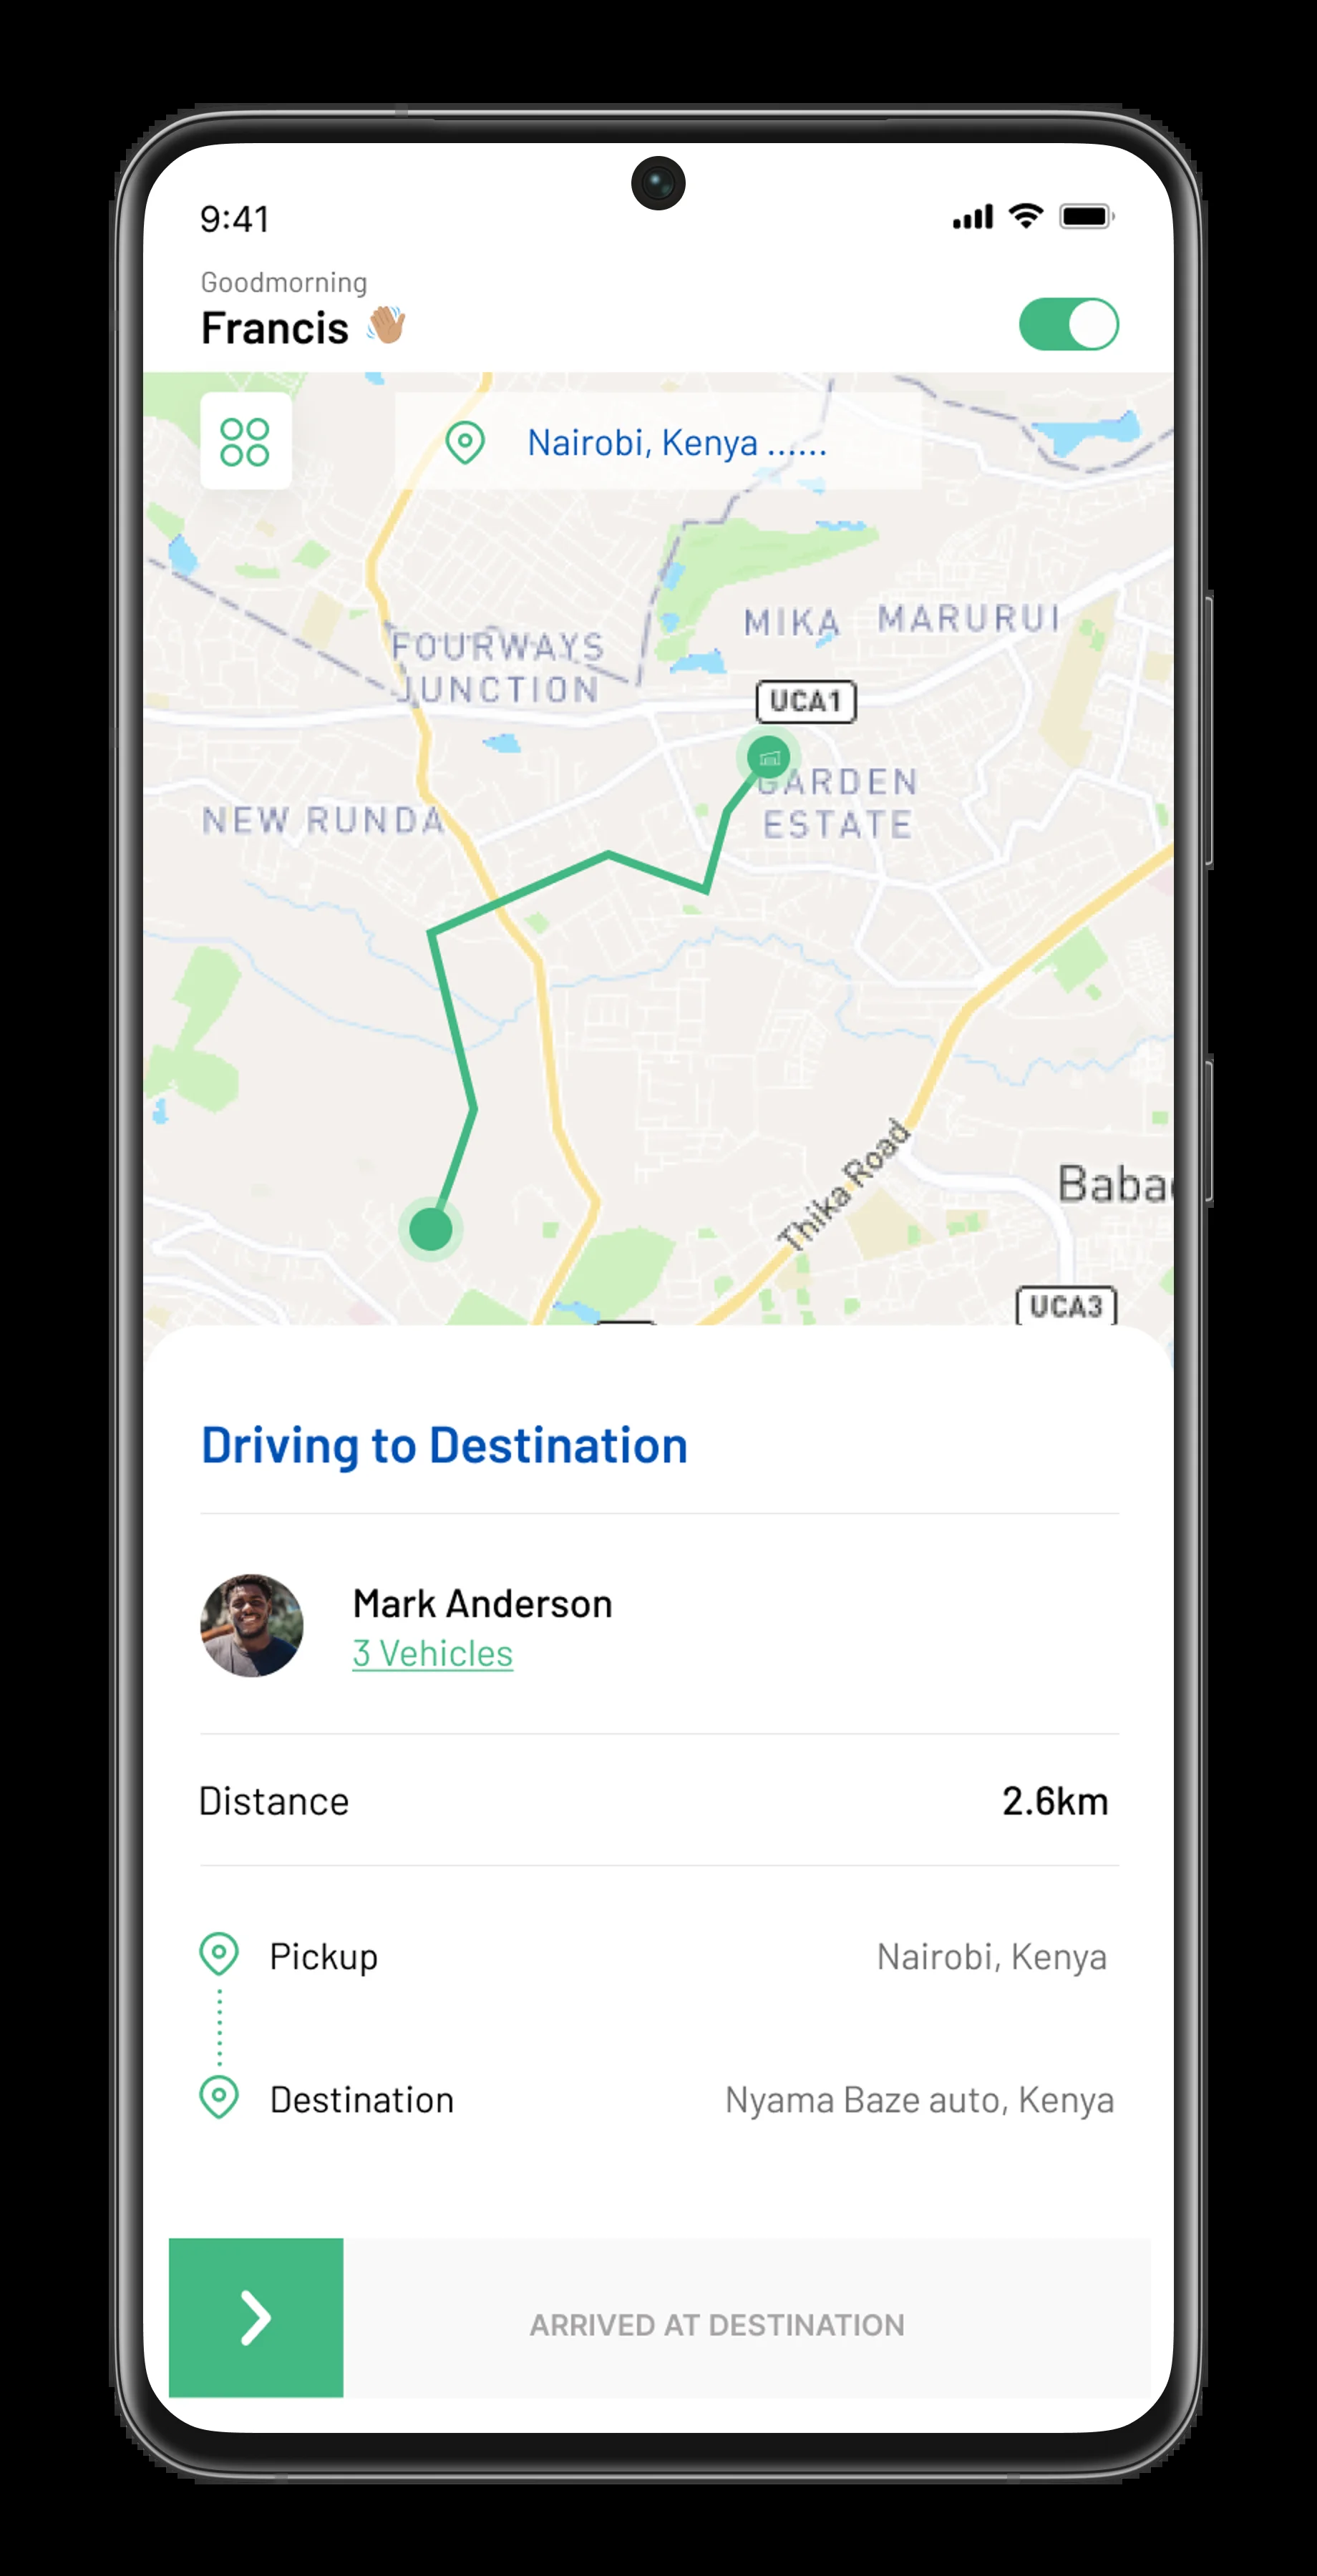 9:41
Goodmorning
Francis 👋🏽
Nairobi, Kenya ......
MIKA
MARURUI
FOURWAYS
JUNCTION
UCA1
GARDEN
ESTATE
NEW RUNDA
Thika Road
UCA3
Driving to Destination
Mark Anderson
3 Vehicles
Distance
2.6km
Pickup
Nairobi, Kenya
Destination
Nyama Baze auto, Kenya
ARRIVED AT DESTINATION